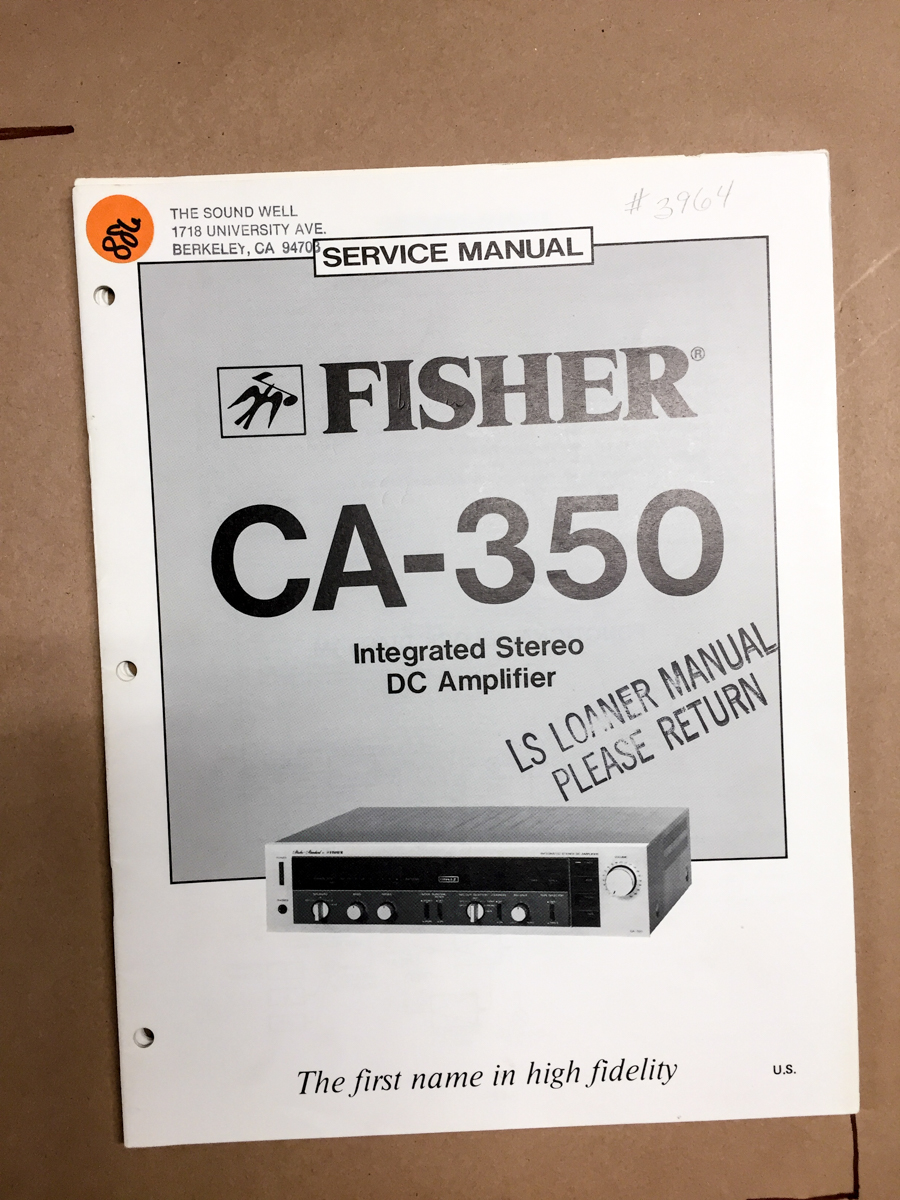 THE SOUND WELL
1718 UNIVERSITY AVE.
BERKELEY, CA 94703
# 3964
SERVICE MANUAL
FISHER®
CA-350
Integrated Stereo
DC Amplifier
LS LOANER MANUAL
PLEASE RETURN
The first name in high fidelity
U.S.